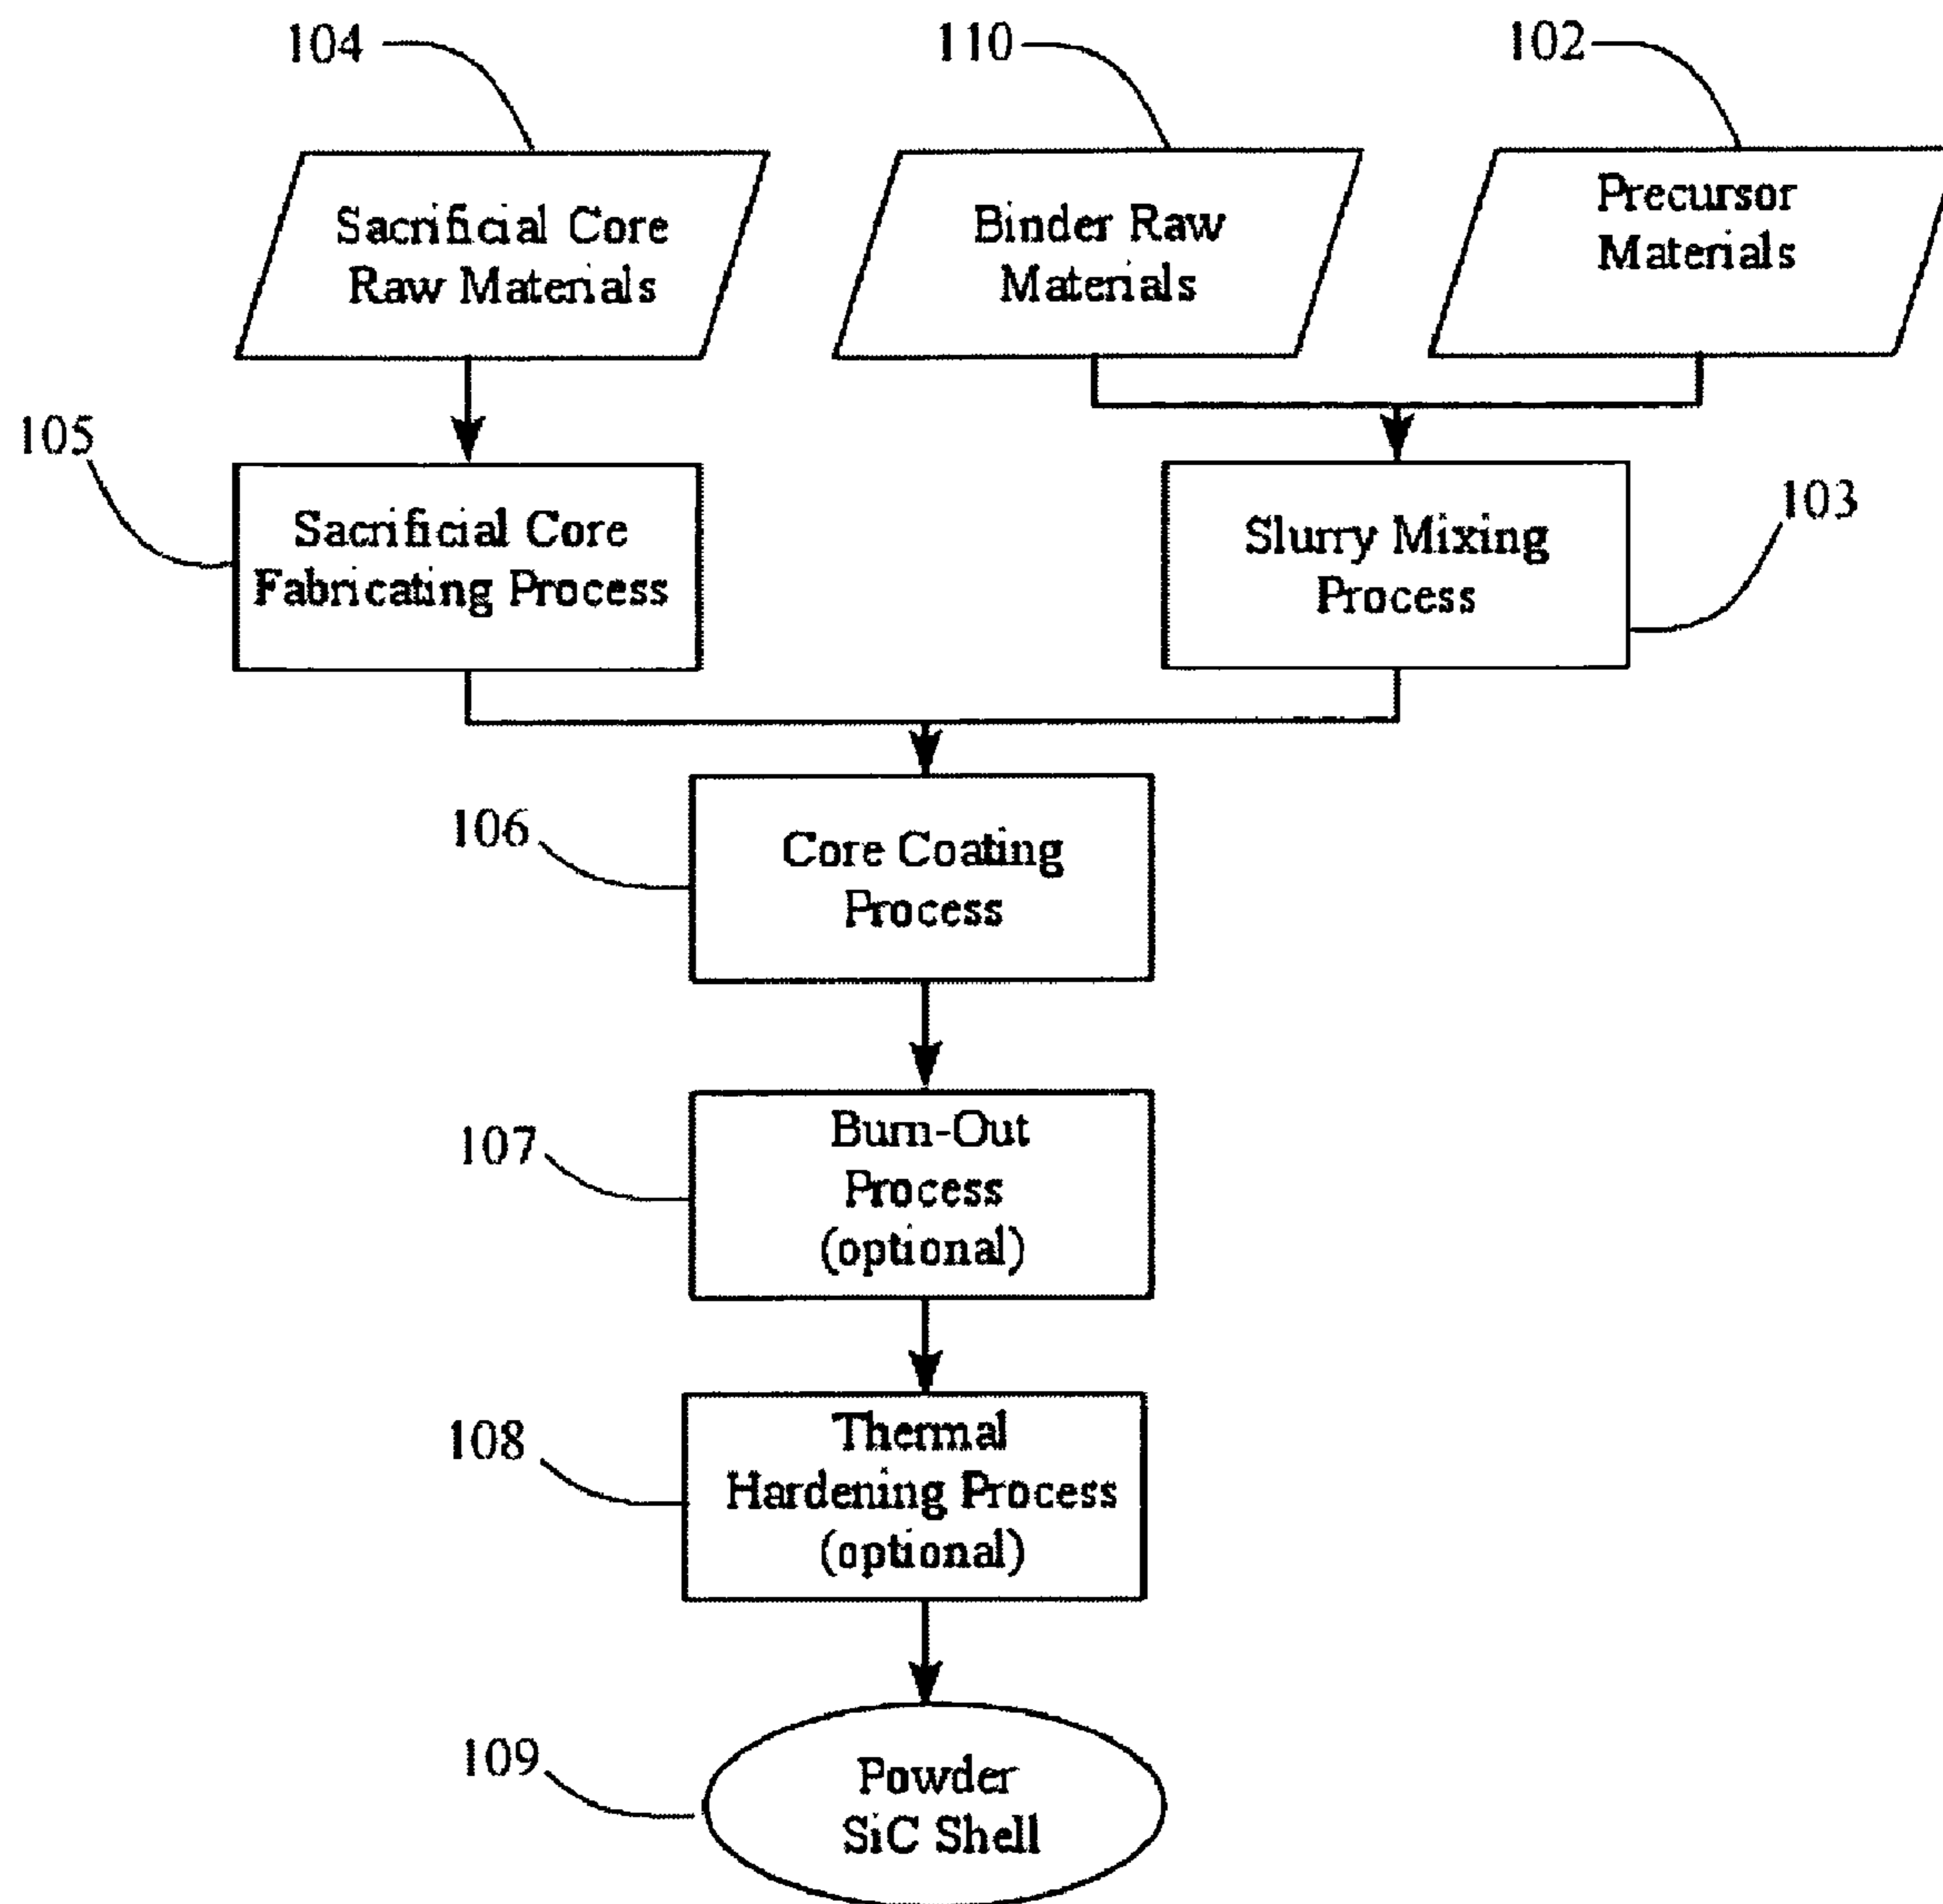 104
110
102
Sacrificial Core
Raw Materials
Binder Raw
Materials
Precursor
Materials
105
Sacrificial Core
Fabricating Process
Slurry Mixing
Process
103
106
Core Coating
Process
107
Burn-Out
Process
(optional)
108
Thermal
Hardening Process
(optional)
109
Powder
SiC Shell